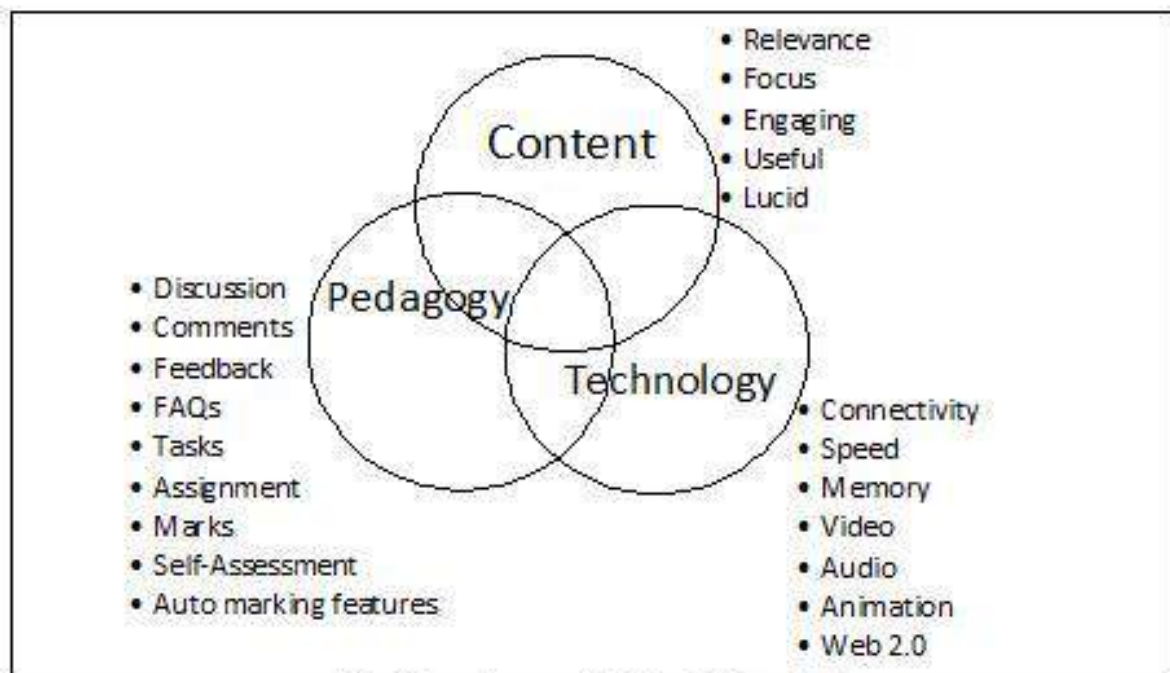 Content
• Relevance
• Focus
• Engaging
• Useful
• Lucid
Pedagogy
• Discussion
• Comments
• Feedback
• FAQs
• Tasks
• Assignment
• Marks
• Self-Assessment
• Auto marking features
Technology
• Connectivity
• Speed
• Memory
• Video
• Audio
• Animation
• Web 2.0